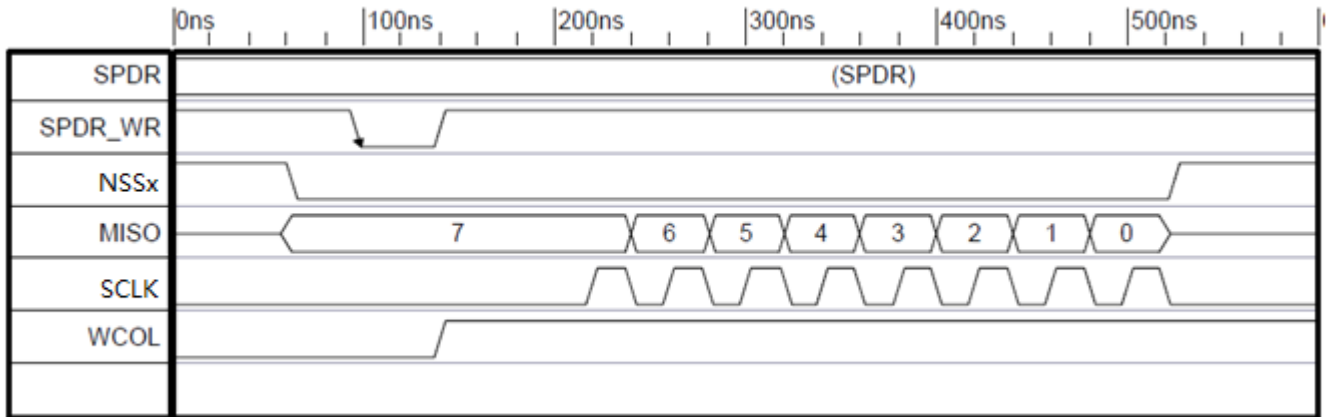 0ns 100ns 200ns 300ns 400ns 500ns
SPDR (SPDR)
SPDR_WR
NSSx
MISO 7 6 5 4 3 2 1 0
SCLK
WCOL